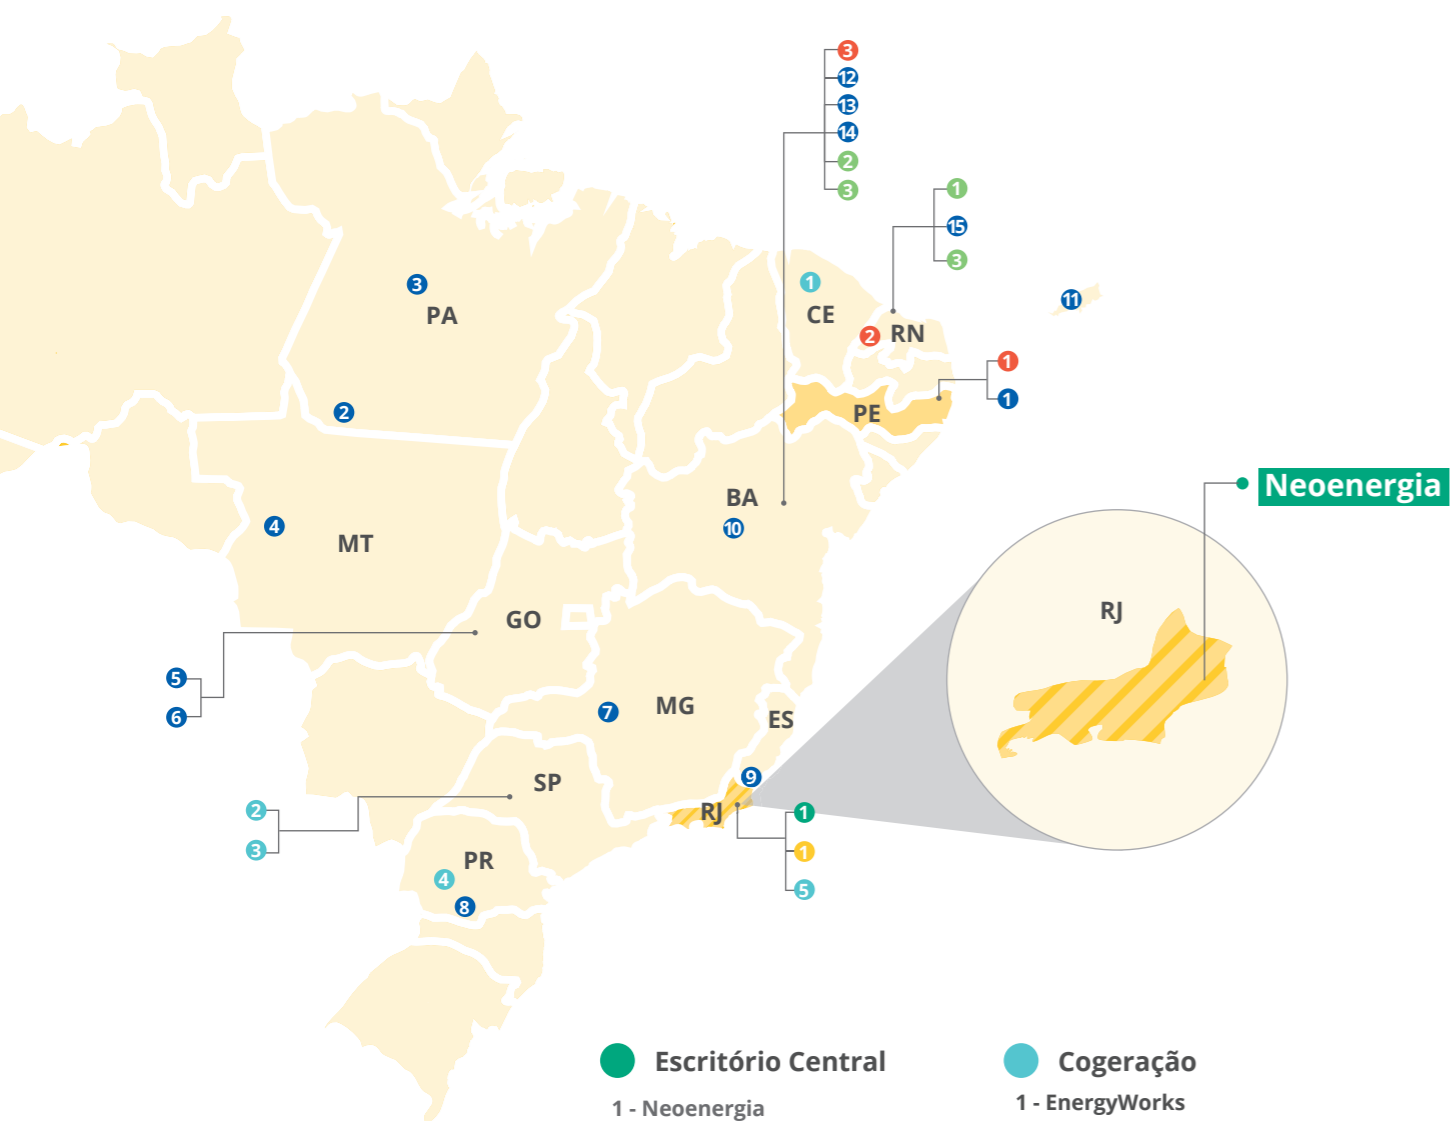 3
12
13
14
2
3
1
15
3
3
PA
1
CE
11
2
RN
1
1
2
PE
Neoenergia
BA
10
4
MT
RJ
GO
5
6
7
MG
ES
9
SP
2
3
RJ
1
1
5
PR
4
8
Escritório Central
1 - Neoenergia
Cogeração
1 - EnergyWorks